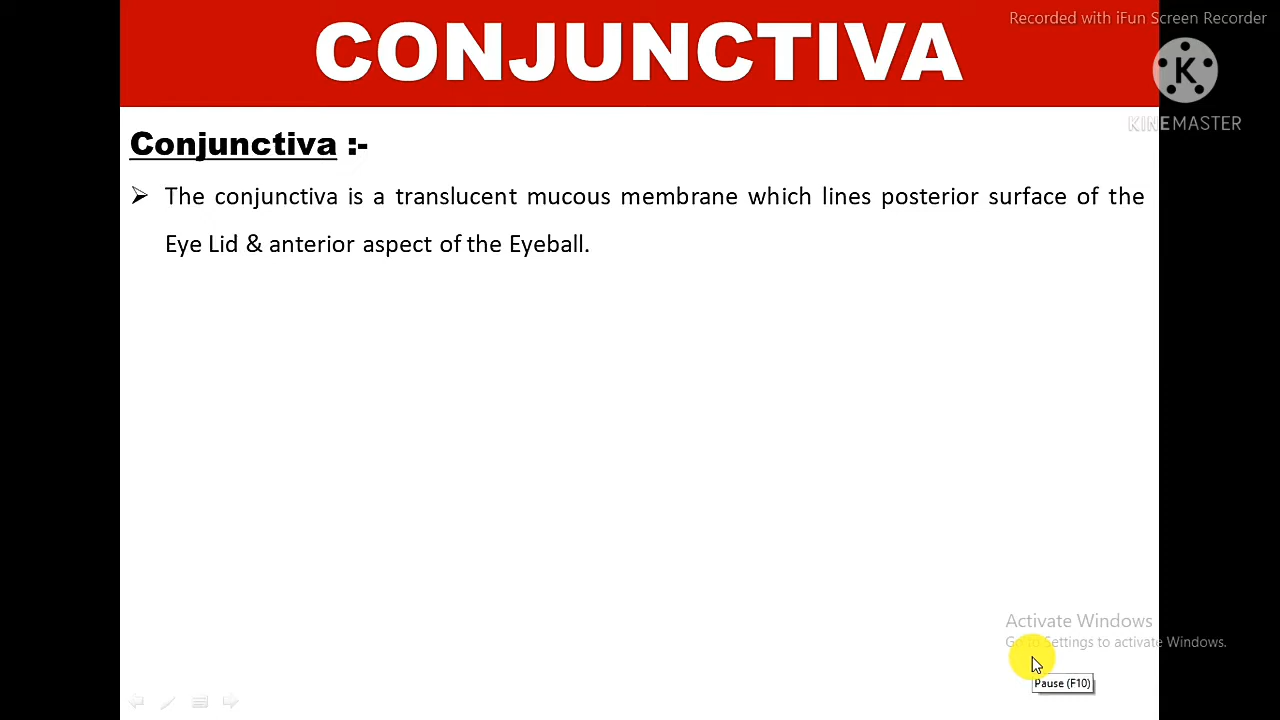 CONJUNCTIVA
Recorded with iFun Screen Recorder
K
KINEMASTER
Conjunctiva :-
The conjunctiva is a translucent mucous membrane which lines posterior surface of the
Eye Lid & anterior aspect of the Eyeball.
Activate Windows
Go to Settings to activate Windows.
Pause (F10)